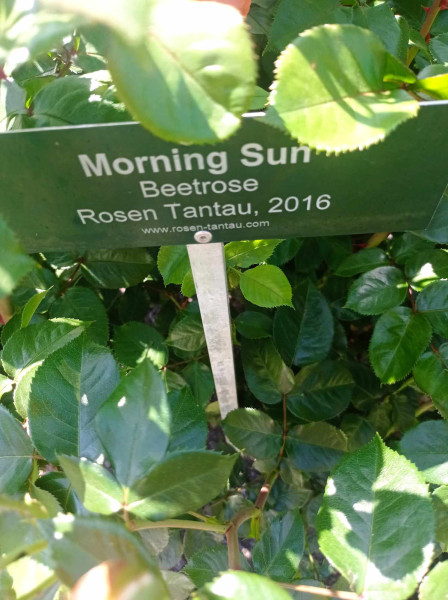 Morning Sun
Beetrose
Rosen Tantau, 2016
www.rosen-tantau.com